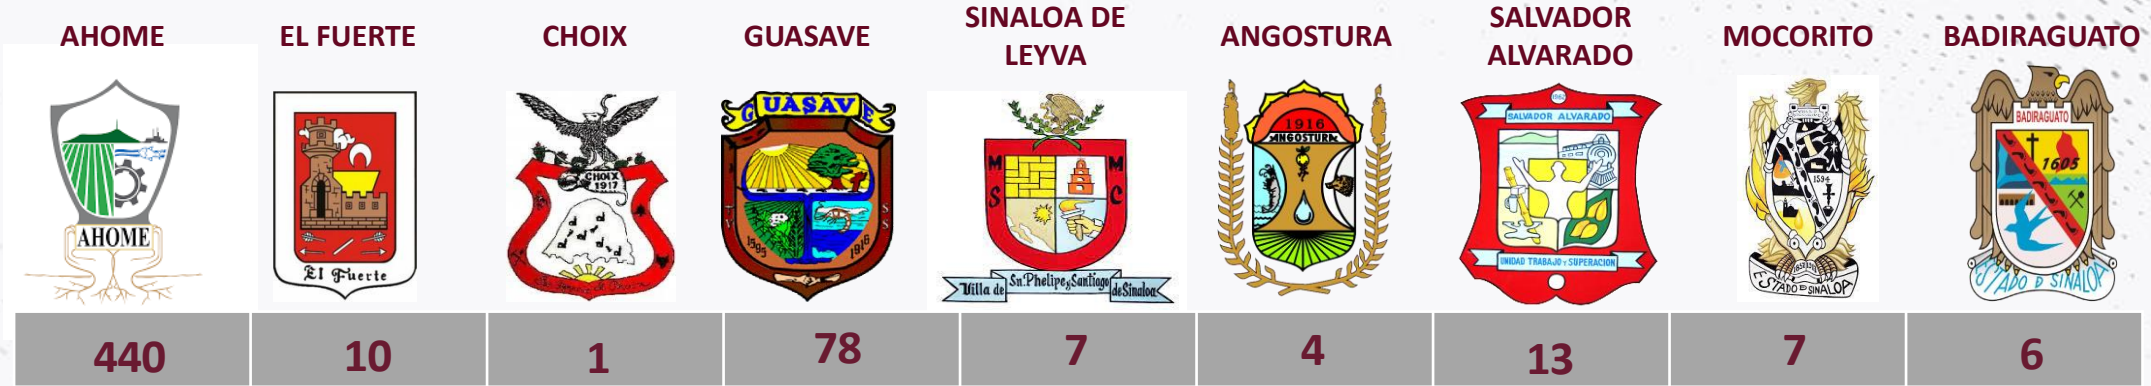 AHOME
EL FUERTE
CHOIX
GUASAVE
SINALOA DE
LEYVA
ANGOSTURA
SALVADOR
ALVARADO
MOCORITO
BADIRAGUATO
AHOME
El Fuerte
CHOIX
1917
GUASAVE
1595
1916
M
M
S
C
Villa de Sn. Phelipe y Santiago de Sinaloa
1916
ANGOSTURA
1962
SALVADOR ALVARADO
UNIDAD TRABAJO Y SUPERACION
1594
ESTADO D SINALOA
BADIRAGUATO
1605
ESTADO D SINALOA
440
10
1
78
7
4
13
7
6